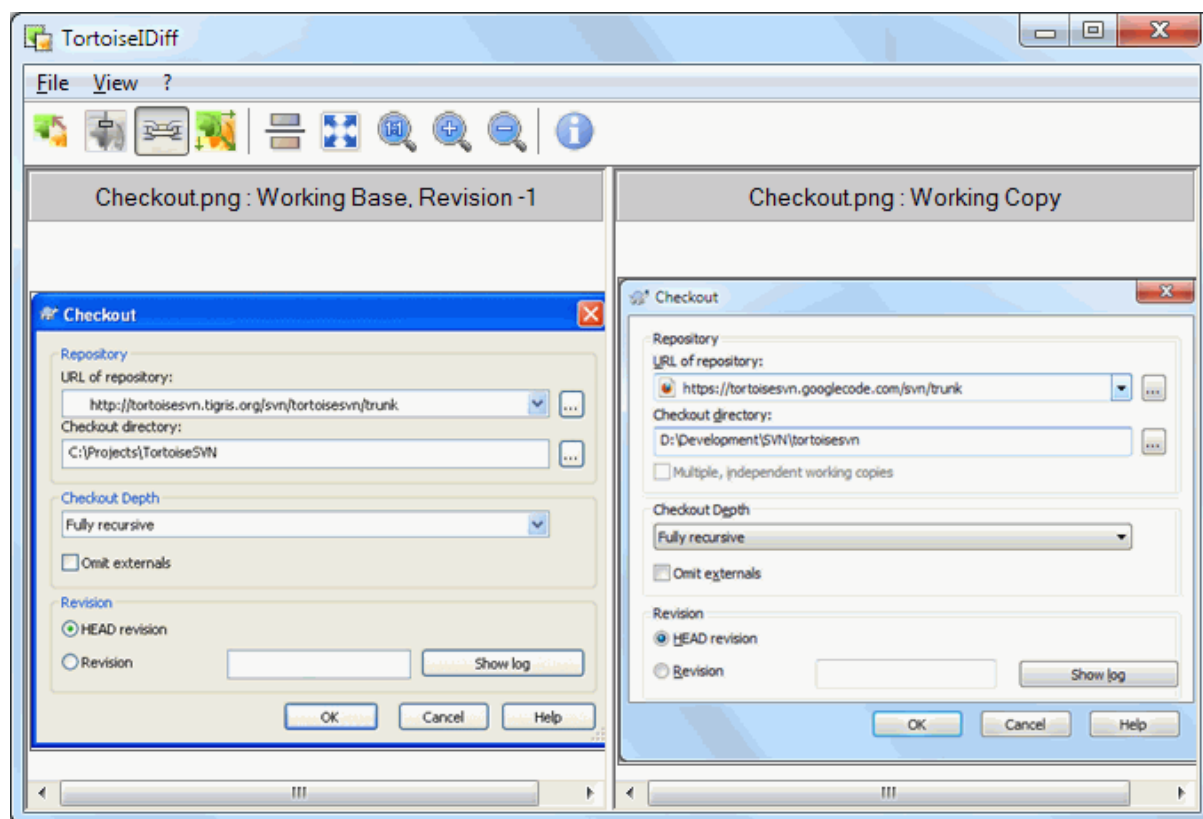 TortoiseIDiff
File View ?
Checkout.png : Working Base, Revision -1
Checkout
Repository
URL of repository:
http://tortoisesvn.tigris.org/svn/tortoisesvn/trunk
...
Checkout directory:
C:\Projects\TortoiseSVN
...
Checkout Depth
Fully recursive
Omit externals
Revision
HEAD revision
Revision
Show log
OK Cancel Help
Checkout.png : Working Copy
Checkout
Repository
URL of repository:
https://tortoisesvn.googlecode.com/svn/trunk
...
Checkout directory:
D:\Development\SVN\tortoisesvn
...
Multiple, independent working copies
Checkout Depth
Fully recursive
Omit externals
Revision
HEAD revision
Revision
Show log
OK Cancel Help